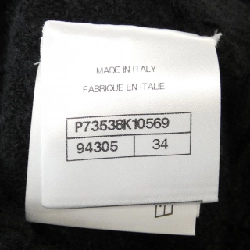 MADE IN ITALY
FABRIQUE EN ITALIE
P73538K10569
94305 34